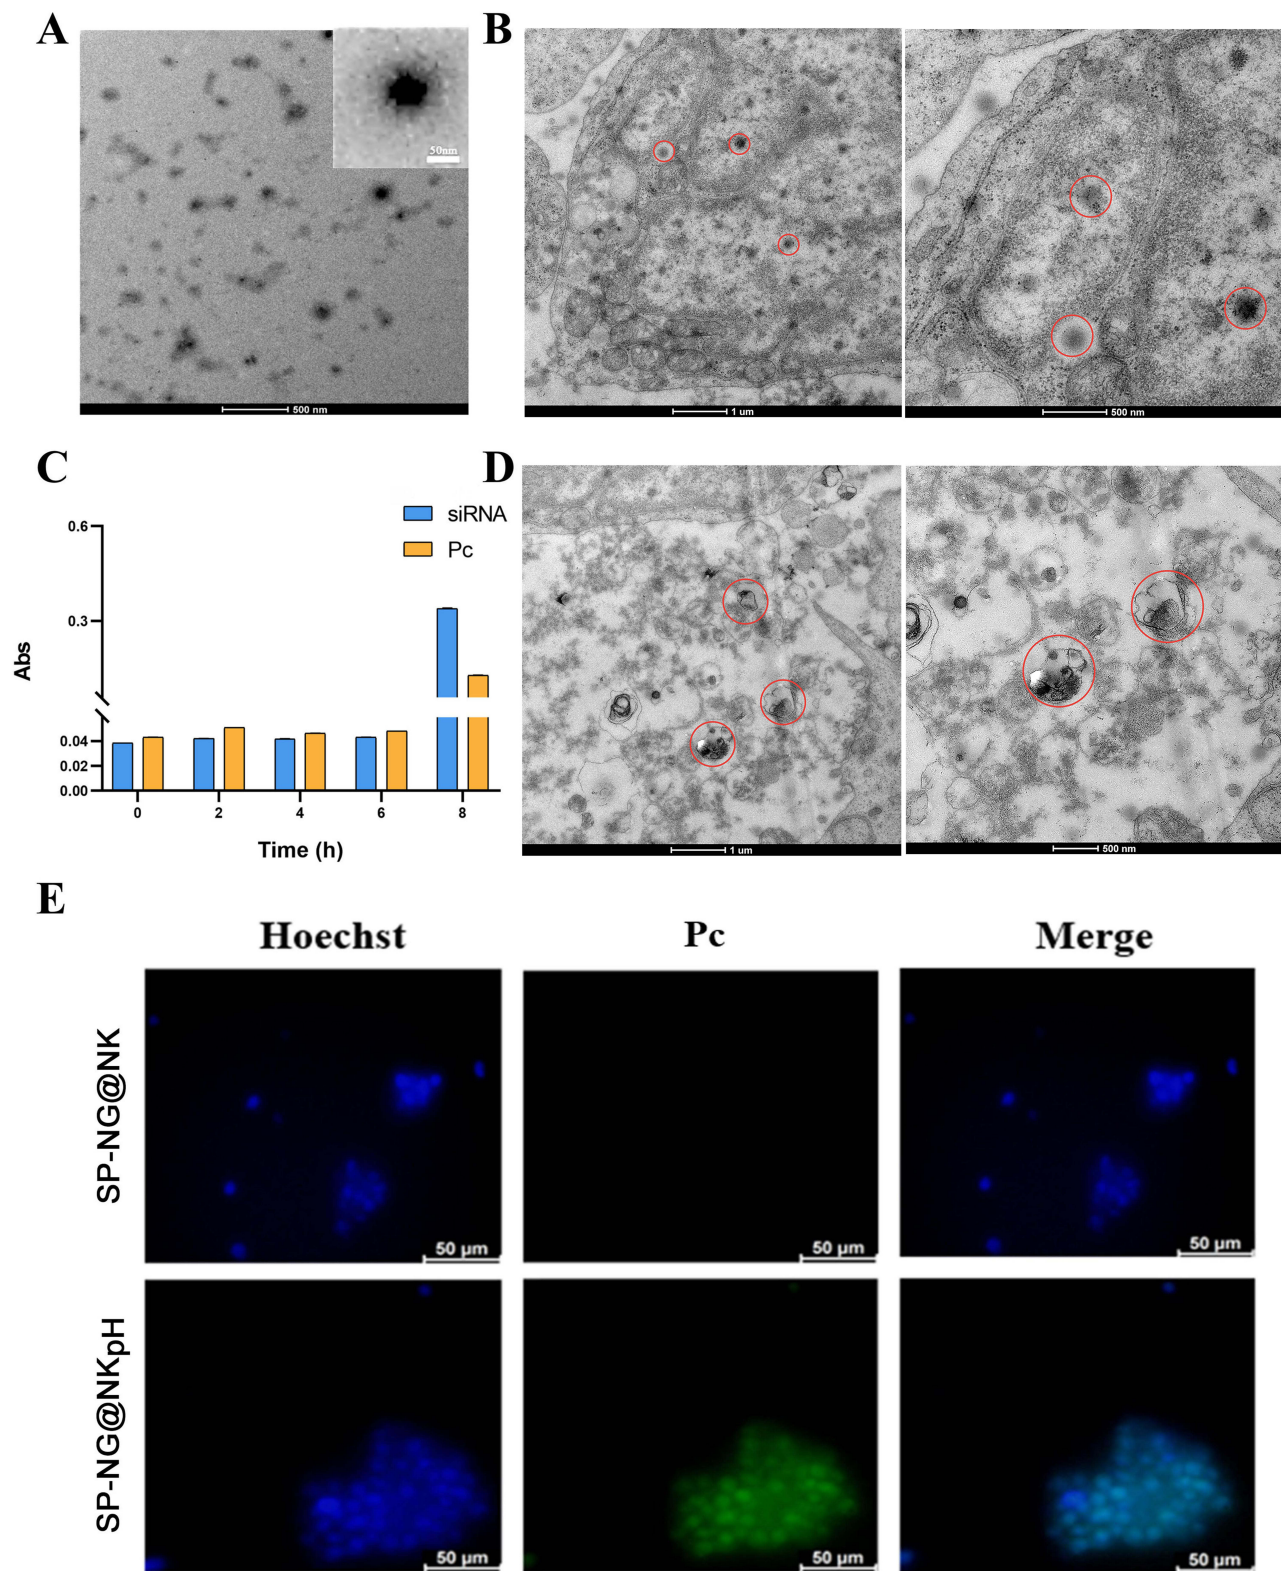 A
50nm
500 nm
B
1 um
500 nm
C
siRNA
Pc
0.6
0.3
0.04
0.02
0.00
Abs
0 2 4 6 8
Time (h)
D
1 um
500 nm
E
Hoechst Pc Merge
SP-NG@NK
50 μm 50 μm 50 μm
SP-NG@NKpH
50 μm 50 μm 50 μm